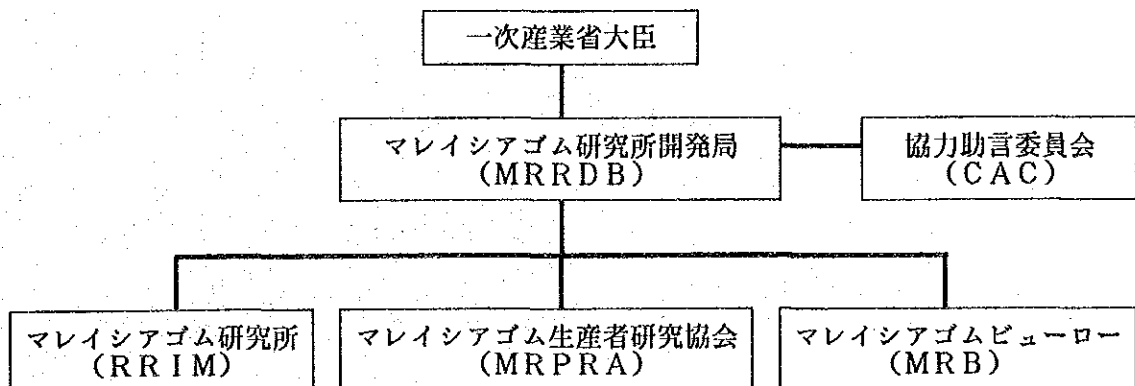 一次産業省大臣
マレイシアゴム研究所開発局
(MRRDB)
協力助言委員会
(CAC)
マレイシアゴム研究所
(RRIM)
マレイシアゴム生産者研究協会
(MRPRA)
マレイシアゴムビューロー
(MRB)